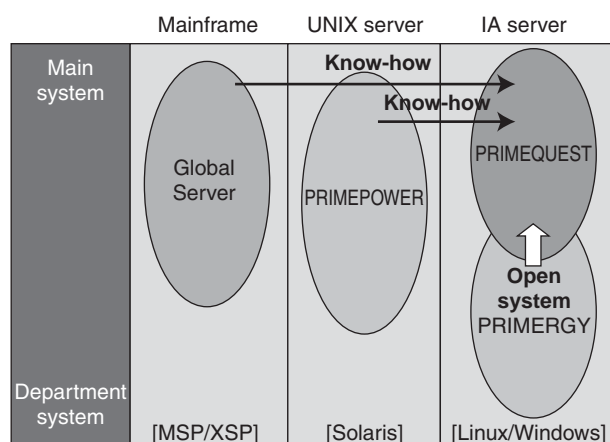 Mainframe UNIX server IA server
Main
system
Know-how
Know-how
Global
Server
PRIMEPOWER
PRIMEQUEST
Open
system
PRIMERGY
Department
system
[MSP/XSP] [Solaris] [Linux/Windows]